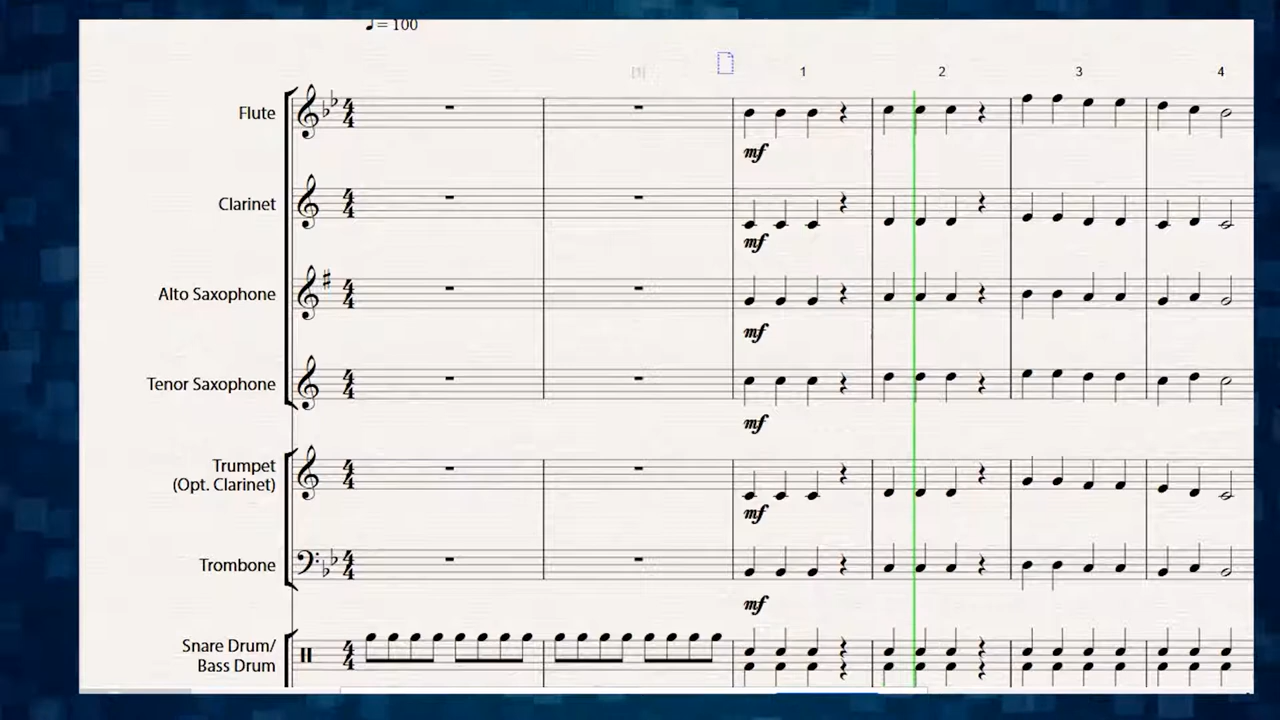 ♩= 100
1 2 3 4
Flute
mf
Clarinet
mf
Alto Saxophone
mf
Tenor Saxophone
mf
Trumpet
(Opt. Clarinet)
mf
Trombone
mf
Snare Drum/
Bass Drum